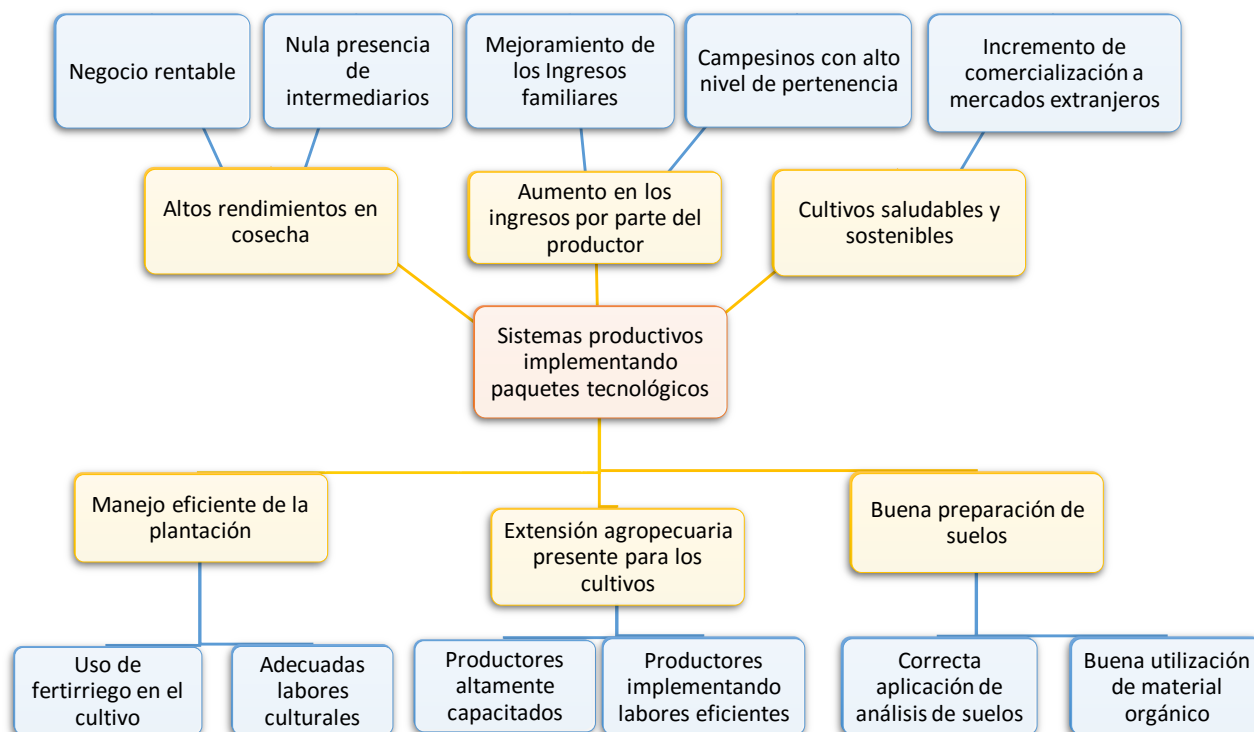 Negocio rentable
Nula presencia
de
intermediarios
Mejoramiento de
los Ingresos
familiares
Campesinos con alto
nivel de pertenencia
Incremento de
comercialización a
mercados extranjeros
Altos rendimientos en
cosecha
Aumento en los
ingresos por parte del
productor
Cultivos saludables y
sostenibles
Sistemas productivos
implementando
paquetes tecnológicos
Manejo eficiente de la
plantación
Extensión agropecuaria
presente para los
cultivos
Buena preparación de
suelos
Uso de
fertirriego en el
cultivo
Adecuadas
labores
culturales
Productores
altamente
capacitados
Productores
implementando
labores eficientes
Correcta
aplicación de
análisis de suelos
Buena utilización
de material
orgánico